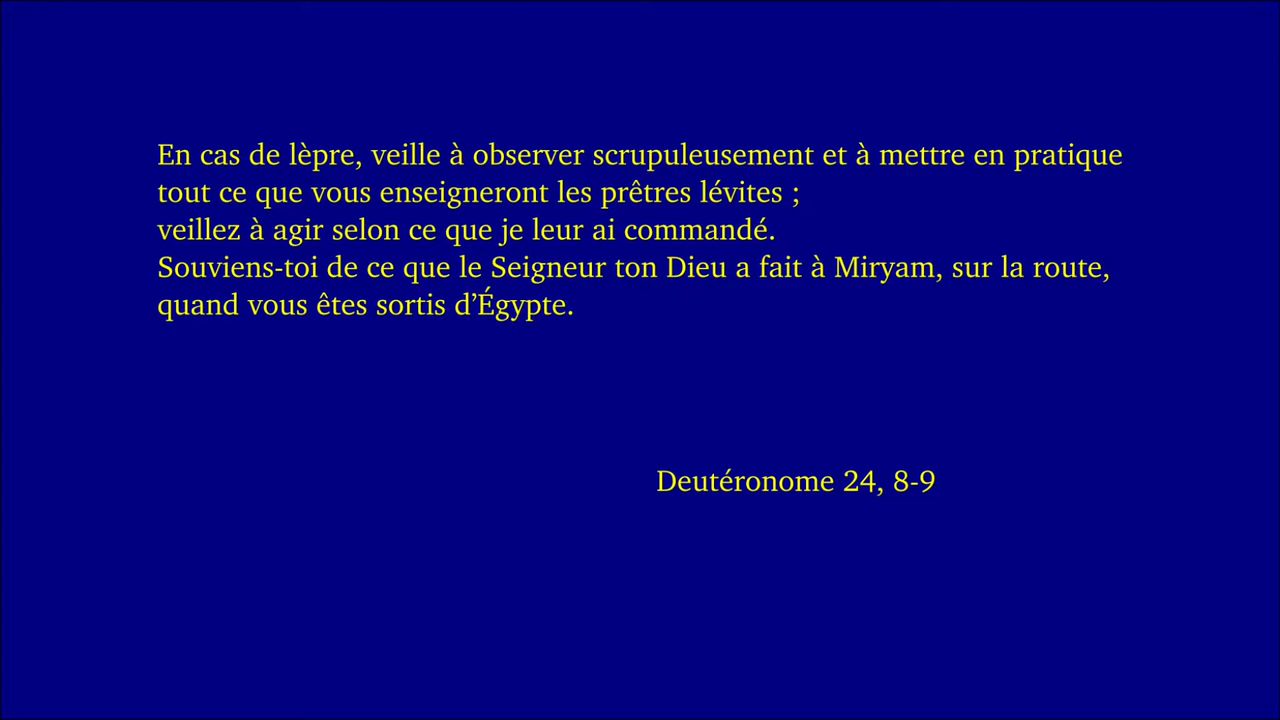 En cas de lèpre, veille à observer scrupuleusement et à mettre en pratique
tout ce que vous enseigneront les prêtres lévites ;
veillez à agir selon ce que je leur ai commandé.
Souviens-toi de ce que le Seigneur ton Dieu a fait à Miryam, sur la route,
quand vous êtes sortis d’Égypte.
Deutéronome 24, 8-9